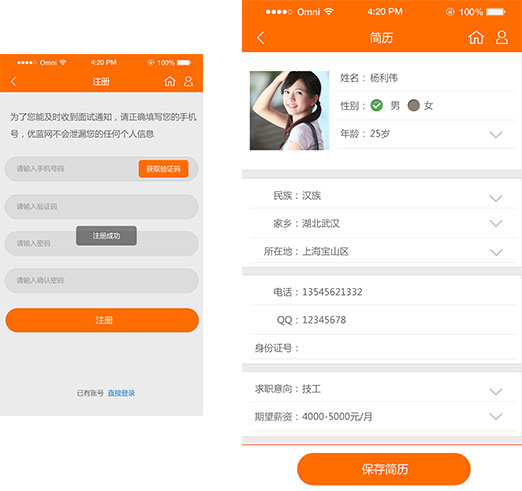 Omni 4:20 PM 100%
注册
为了您能及时收到面试通知，请正确填写您的手机
号，优蓝网不会泄漏您的任何个人信息
请输入手机号码 获取验证码
请输入验证码
注册成功
请输入密码
请输入确认密码
注册
已有账号 直接登录
Omni 4:20 PM 100%
简历
姓名： 杨利伟
性别： 男 女
年龄： 25岁
民族：汉族
家乡：湖北武汉
所在地：上海宝山区
电话：13545621332
QQ：12345678
身份证号：
求职意向：技工
期望薪资：4000-5000元/月
保存简历